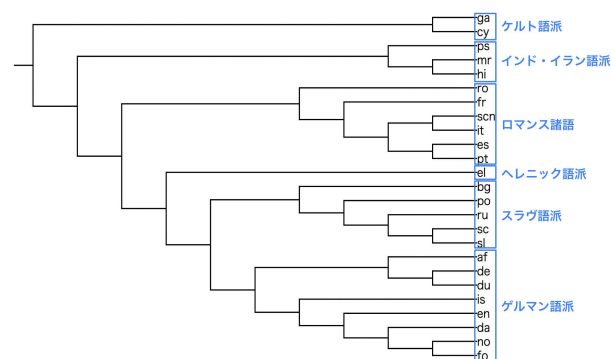 ga
cy
ケルト語派
ps
mr
hi
インド・イラン語派
ro
fr
scn
it
es
pt
ロマンス諸語
el
ヘレニック語派
bg
po
ru
sc
sl
スラヴ語派
af
de
du
is
en
da
no
fo
ゲルマン語派